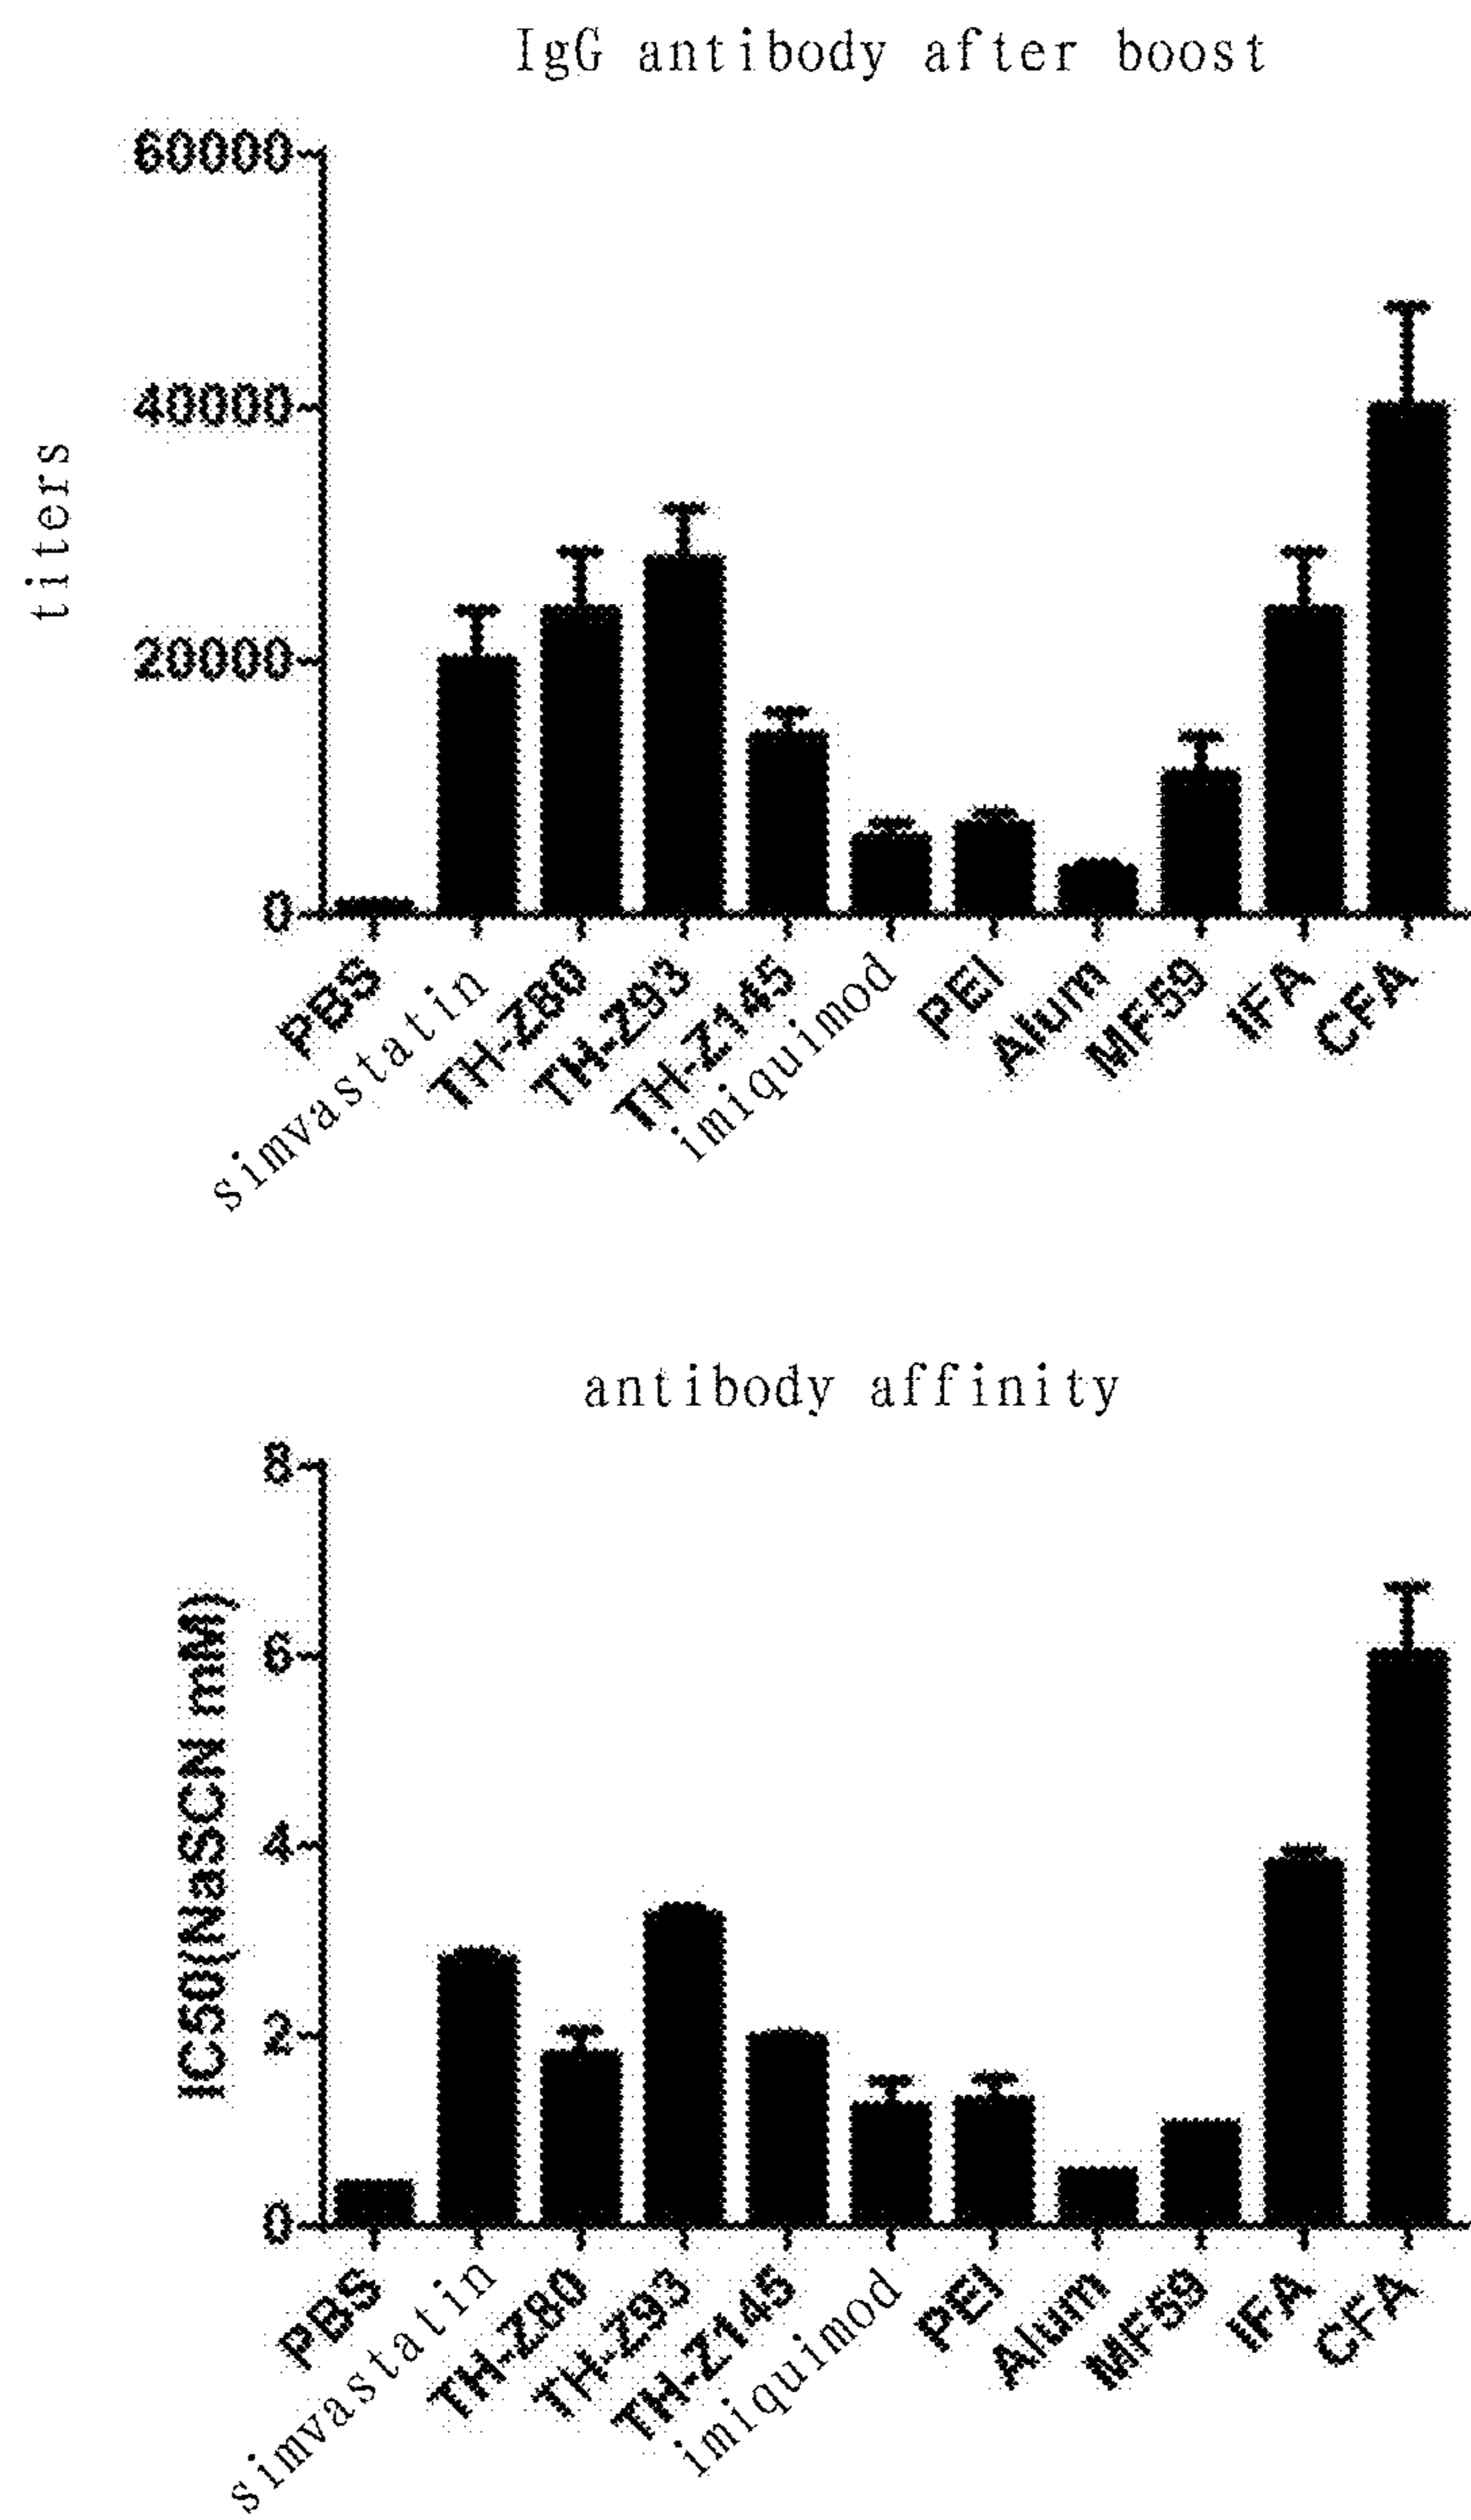 IgG antibody after boost
titers
60000
40000
20000
0
PBS
simvastatin
TH-Z80
TH-Z93
TH-Z145
imiquimod
PEI
Alum
MF59
IFA
CFA
antibody affinity
IC50(NaSCN mM)
8
6
4
2
0
PBS
simvastatin
TH-Z80
TH-Z93
TH-Z145
imiquimod
PEI
Alum
MF59
IFA
CFA